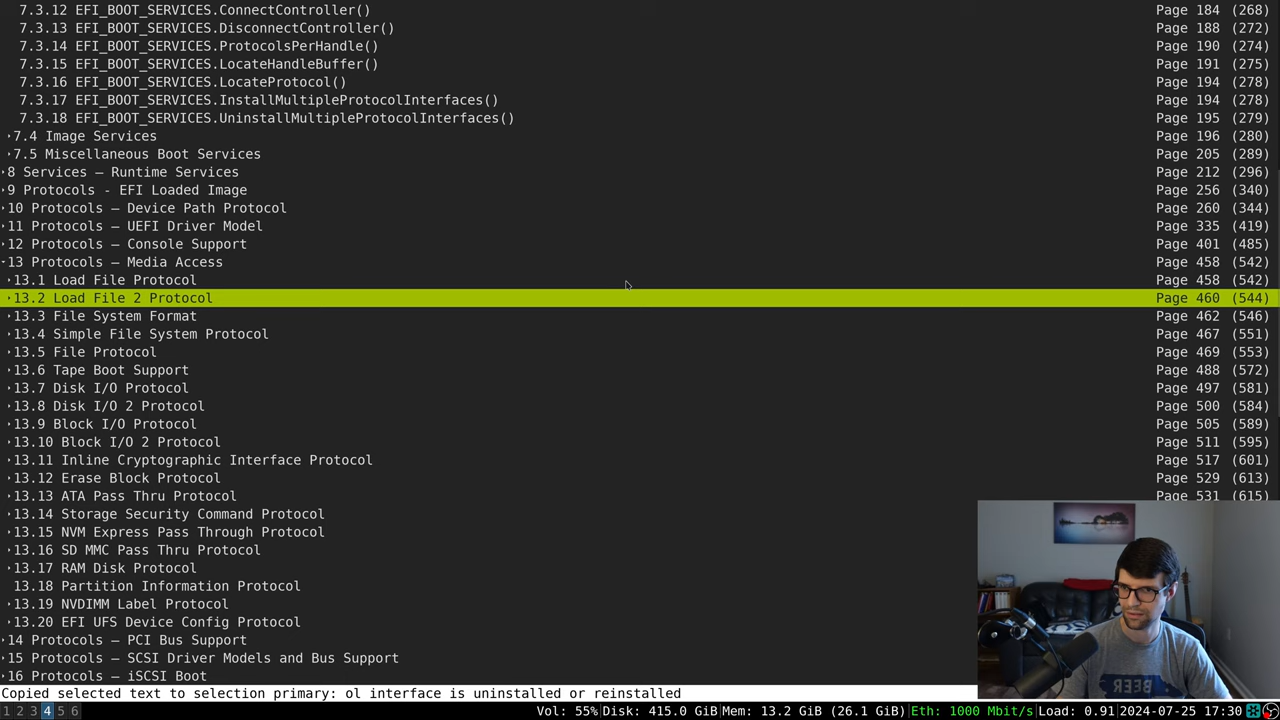 7.3.12 EFI_BOOT_SERVICES.ConnectController() Page 184 (268)
7.3.13 EFI_BOOT_SERVICES.DisconnectController() Page 188 (272)
7.3.14 EFI_BOOT_SERVICES.ProtocolsPerHandle() Page 190 (274)
7.3.15 EFI_BOOT_SERVICES.LocateHandleBuffer() Page 191 (275)
7.3.16 EFI_BOOT_SERVICES.LocateProtocol() Page 194 (278)
7.3.17 EFI_BOOT_SERVICES.InstallMultipleProtocolInterfaces() Page 194 (278)
7.3.18 EFI_BOOT_SERVICES.UninstallMultipleProtocolInterfaces() Page 195 (279)
7.4 Image Services Page 196 (280)
7.5 Miscellaneous Boot Services Page 205 (289)
8 Services — Runtime Services Page 212 (296)
9 Protocols - EFI Loaded Image Page 256 (340)
10 Protocols — Device Path Protocol Page 260 (344)
11 Protocols — UEFI Driver Model Page 335 (419)
12 Protocols — Console Support Page 401 (485)
13 Protocols — Media Access Page 458 (542)
13.1 Load File Protocol Page 458 (542)
13.2 Load File 2 Protocol Page 460 (544)
13.3 File System Format Page 462 (546)
13.4 Simple File System Protocol Page 467 (551)
13.5 File Protocol Page 469 (553)
13.6 Tape Boot Support Page 488 (572)
13.7 Disk I/O Protocol Page 497 (581)
13.8 Disk I/O 2 Protocol Page 500 (584)
13.9 Block I/O Protocol Page 505 (589)
13.10 Block I/O 2 Protocol Page 511 (595)
13.11 Inline Cryptographic Interface Protocol Page 517 (601)
13.12 Erase Block Protocol Page 529 (613)
13.13 ATA Pass Thru Protocol Page 531 (615)
13.14 Storage Security Command Protocol
13.15 NVM Express Pass Through Protocol
13.16 SD MMC Pass Thru Protocol
13.17 RAM Disk Protocol
13.18 Partition Information Protocol
13.19 NVDIMM Label Protocol
13.20 EFI UFS Device Config Protocol
14 Protocols — PCI Bus Support
15 Protocols — SCSI Driver Models and Bus Support
16 Protocols — iSCSI Boot
Copied selected text to selection primary: ol interface is uninstalled or reinstalled
1 2 3 4 5 6 Vol: 55%|Disk: 415.0 GiB|Mem: 13.2 GiB (26.1 GiB)|Eth: 1000 Mbit/s|Load: 0.91|2024-07-25 17:30